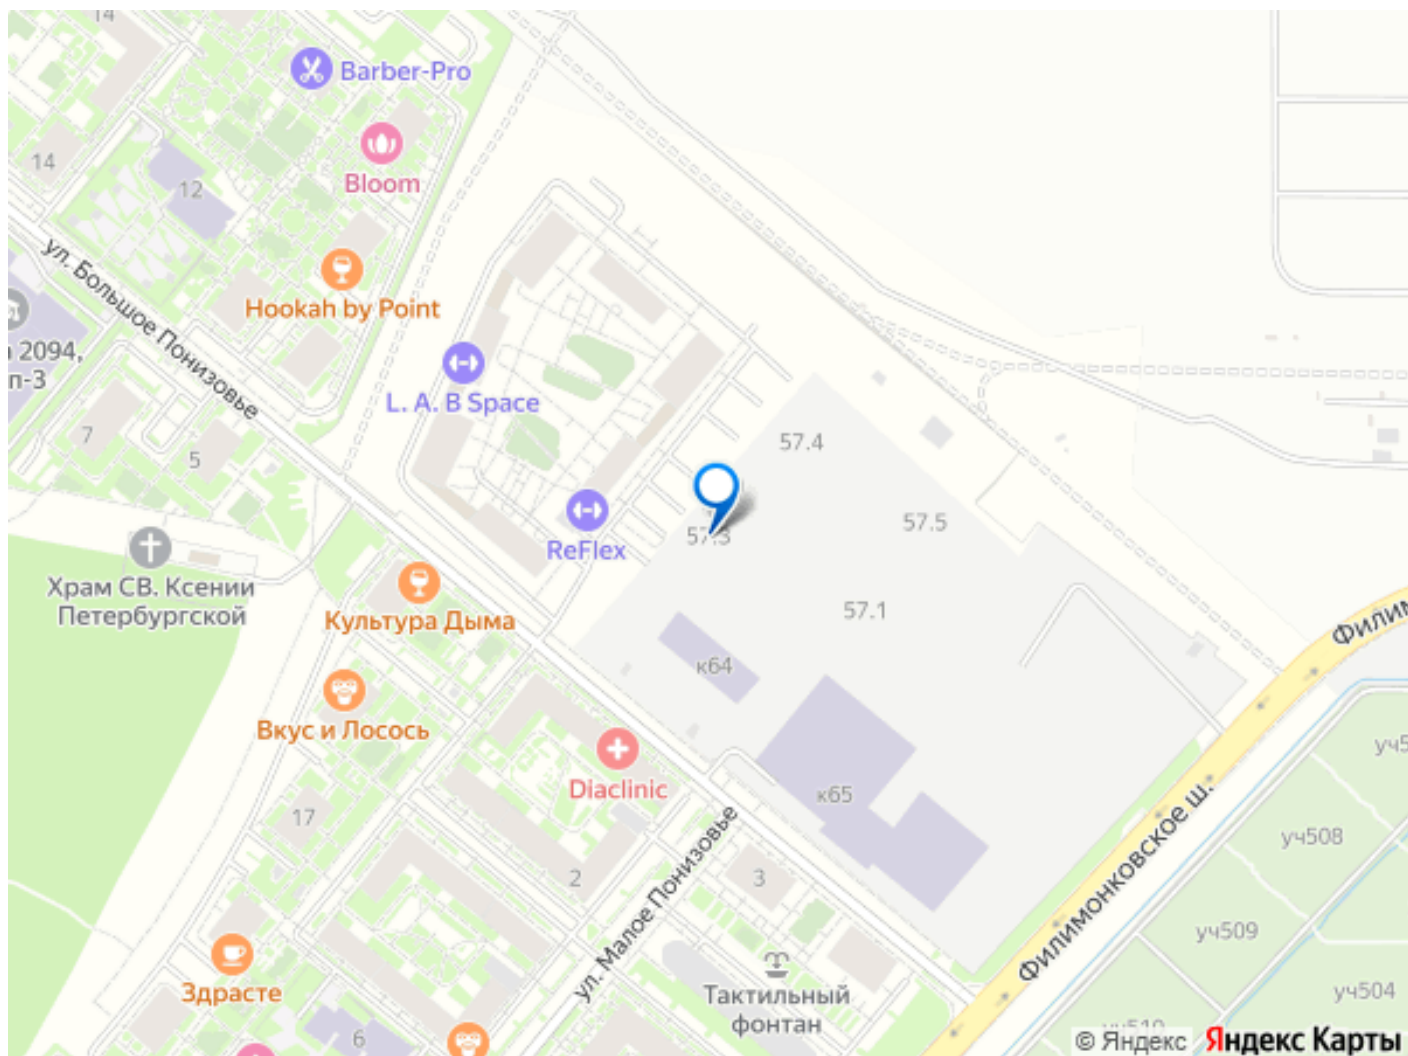 14
Barber-Pro
14
12
Bloom
ул. Большое Понизовье
Hookah by Point
2094,
п-3
L. A. B Space
7
5
57.4
57.3
57.5
ReFlex
Храм СВ. Ксении
Петербургской
Культура Дыма
57.1
к64
Вкус и Лосось
Diaclinic
к65
17
2
3
ул. Малое Понизовье
Филимонковское ш.
уч508
уч509
уч504
Здрасте
Тактильный
фонтан
6
© Яндекс Яндекс Карты